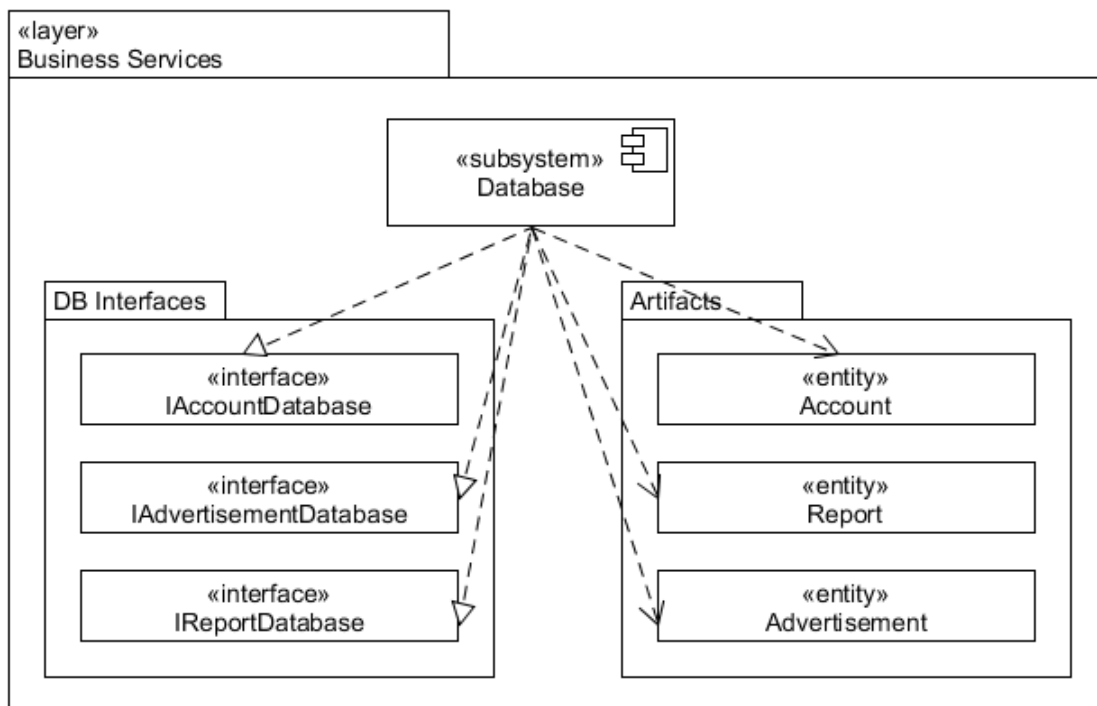 «layer»
Business Services
«subsystem»
Database
DB Interfaces
«interface»
IAccountDatabase
«interface»
IAdvertisementDatabase
«interface»
IReportDatabase
Artifacts
«entity»
Account
«entity»
Report
«entity»
Advertisement